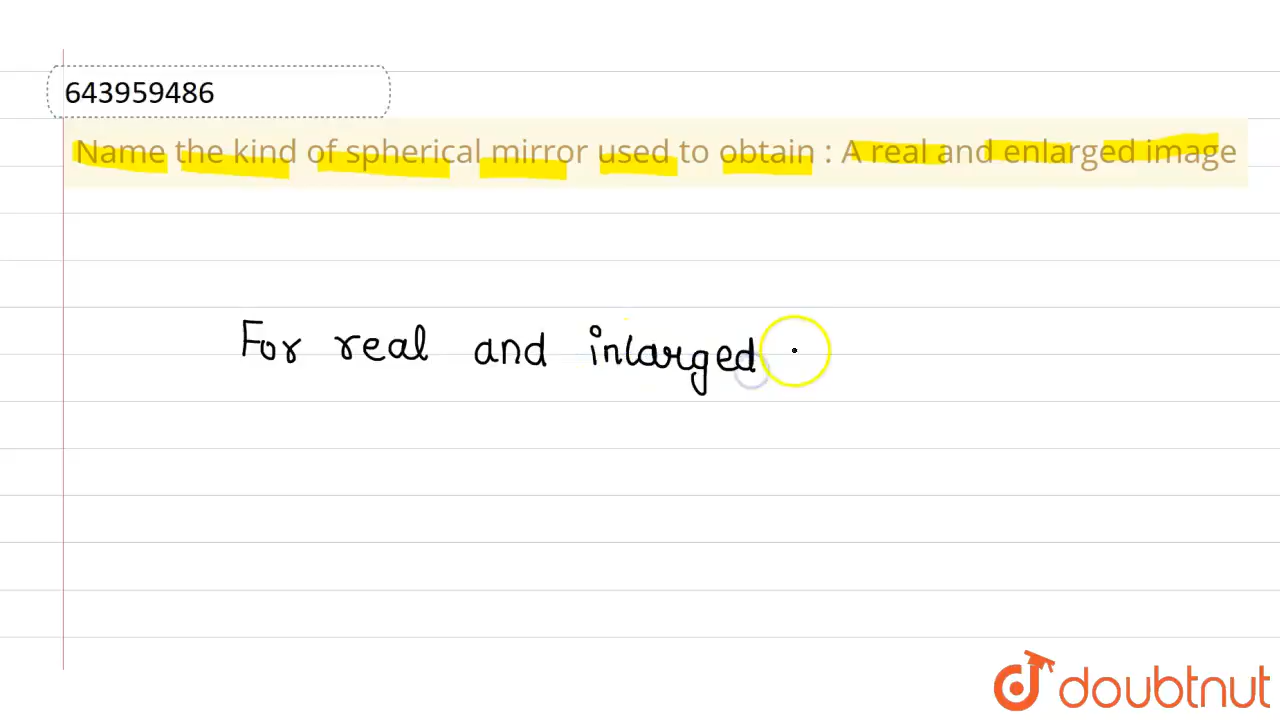 643959486
Name the kind of spherical mirror used to obtain : A real and enlarged image
For real and inlarged
doubtnut